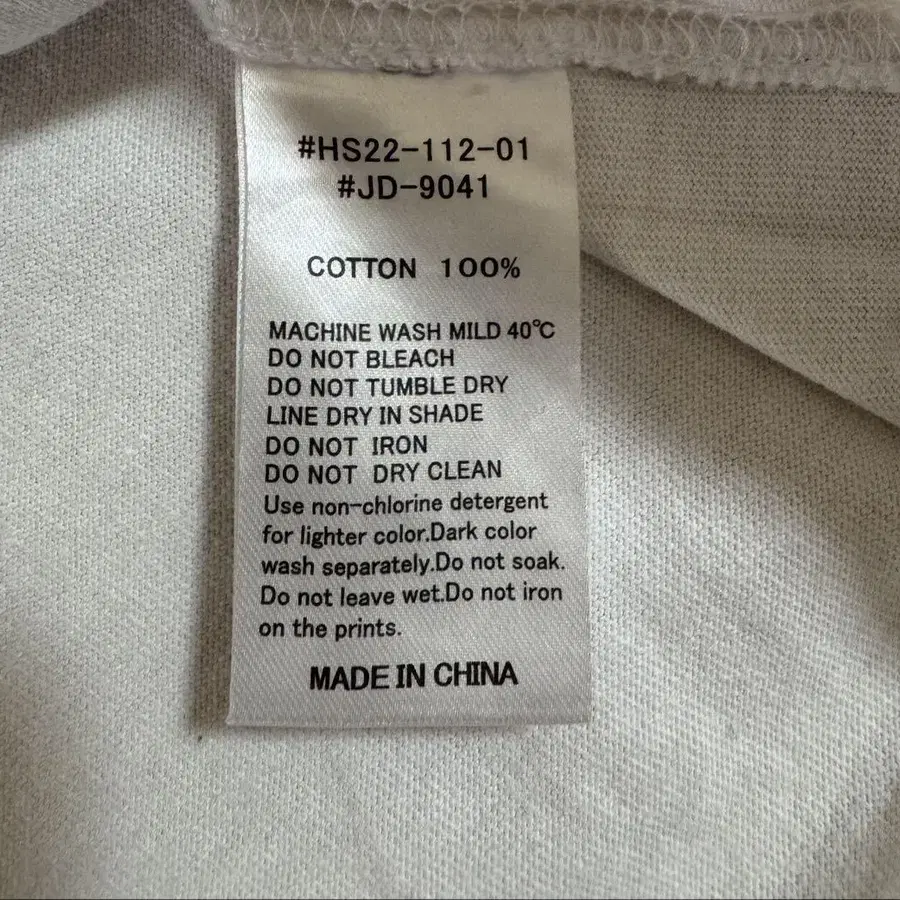 #HS22-112-01
#JD-9041
COTTON 100%
MACHINE WASH MILD 40℃
DO NOT BLEACH
DO NOT TUMBLE DRY
LINE DRY IN SHADE
DO NOT IRON
DO NOT DRY CLEAN
Use non-chlorine detergent
for lighter color.Dark color
wash separately.Do not soak.
Do not leave wet.Do not iron
on the prints.
MADE IN CHINA